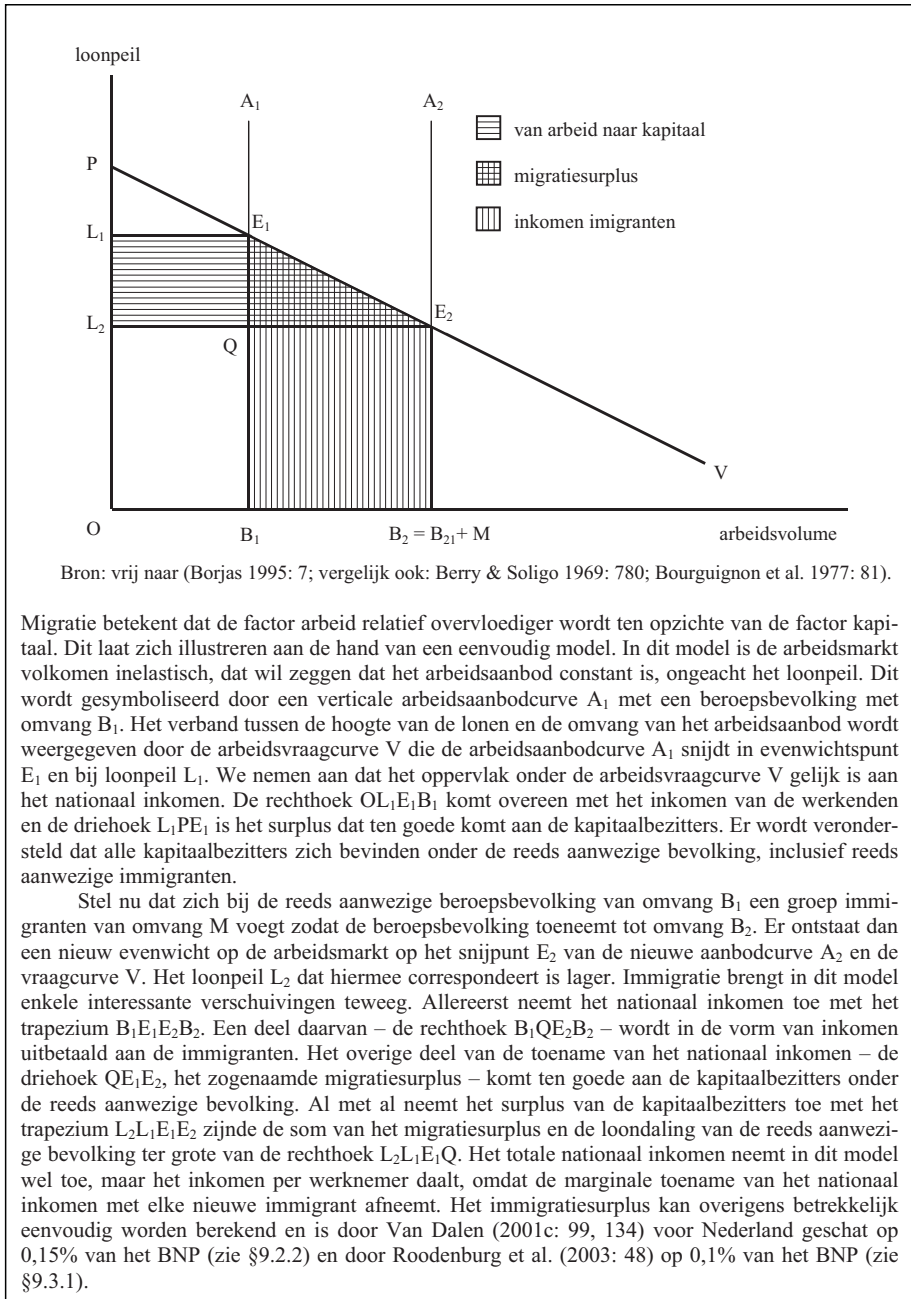 loonpeil
A₁
A₂
van arbeid naar kapitaal
P
migratiesurplus
L₁
E₁
inkomen imigranten
L₂
E₂
Q
V
O
B₁
B₂ = B₂₁+ M
arbeidsvolume
Bron: vrij naar (Borjas 1995: 7; vergelijk ook: Berry & Soligo 1969: 780; Bourguignon et al. 1977: 81).
Migratie betekent dat de factor arbeid relatief overvloediger wordt ten opzichte van de factor kapi-
taal. Dit laat zich illustreren aan de hand van een eenvoudig model. In dit model is de arbeidsmarkt
volkomen inelastisch, dat wil zeggen dat het arbeidsaanbod constant is, ongeacht het loonpeil. Dit
wordt gesymboliseerd door een verticale arbeidsaanbodcurve A₁ met een beroepsbevolking met
omvang B₁. Het verband tussen de hoogte van de lonen en de omvang van het arbeidsaanbod wordt
weergegeven door de arbeidsvraagcurve V die de arbeidsaanbodcurve A₁ snijdt in evenwichtspunt
E₁ en bij loonpeil L₁. We nemen aan dat het oppervlak onder de arbeidsvraagcurve V gelijk is aan
het nationaal inkomen. De rechthoek OL₁E₁B₁ komt overeen met het inkomen van de werkenden
en de driehoek L₁PE₁ is het surplus dat ten goede komt aan de kapitaalbezitters. Er wordt veronder-
steld dat alle kapitaalbezitters zich bevinden onder de reeds aanwezige bevolking, inclusief reeds
aanwezige immigranten.
Stel nu dat zich bij de reeds aanwezige beroepsbevolking van omvang B₁ een groep immi-
granten van omvang M voegt zodat de beroepsbevolking toeneemt tot omvang B₂. Er ontstaat dan
een nieuw evenwicht op de arbeidsmarkt op het snijpunt E₂ van de nieuwe aanbodcurve A₂ en de
vraagcurve V. Het loonpeil L₂ dat hiermee correspondeert is lager. Immigratie brengt in dit model
enkele interessante verschuivingen teweeg. Allereerst neemt het nationaal inkomen toe met het
trapezium B₁E₁E₂B₂. Een deel daarvan – de rechthoek B₁QE₂B₂ – wordt in de vorm van inkomen
uitbetaald aan de immigranten. Het overige deel van de toename van het nationaal inkomen – de
driehoek QE₁E₂, het zogenaamde migratiesurplus – komt ten goede aan de kapitaalbezitters onder
de reeds aanwezige bevolking. Al met al neemt het surplus van de kapitaalbezitters toe met het
trapezium L₂L₁E₁E₂ zijnde de som van het migratiesurplus en de loondaling van de reeds aanwezi-
ge bevolking ter grote van de rechthoek L₂L₁E₁Q. Het totale nationaal inkomen neemt in dit model
wel toe, maar het inkomen per werknemer daalt, omdat de marginale toename van het nationaal
inkomen met elke nieuwe immigrant afneemt. Het immigratiesurplus kan overigens betrekkelijk
eenvoudig worden berekend en is door Van Dalen (2001c: 99, 134) voor Nederland geschat op
0,15% van het BNP (zie §9.2.2) en door Roodenburg et al. (2003: 48) op 0,1% van het BNP (zie
§9.3.1).